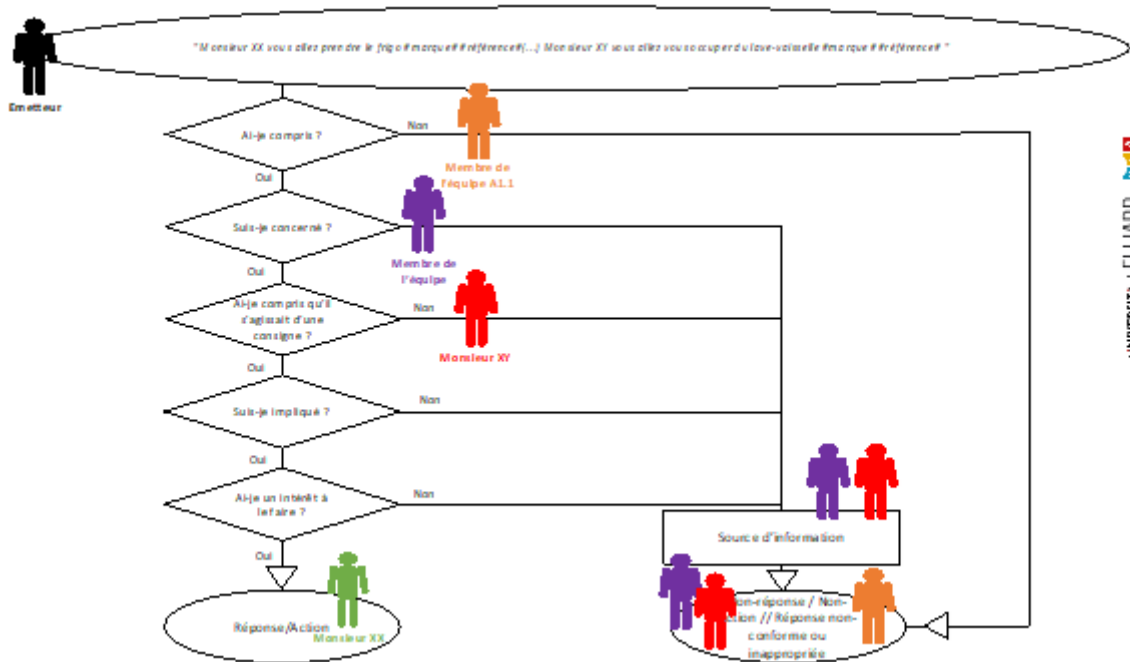 " Monsieur XX vous allez prendre le frigo #marque# #référence# (...) Monsieur XY vous allez vous occuper du lave-vaisselle #marque# #référence# "
Emetteur
Ai-je compris ?
Non
Membre de
l'équipe A1.1
Oui
Suis-je concerné ?
Membre de
l'équipe
Oui
Ai-je compris qu'il
s'agissait d'une
consigne ?
Non
Monsieur XY
Oui
Suis-je impliqué ?
Non
Oui
Ai-je un intérêt à
le faire ?
Non
Source d'information
Oui
Réponse/Action
Monsieur XX
on-réponse / Non-
ction // Réponse non-
conforme ou
inappropriée